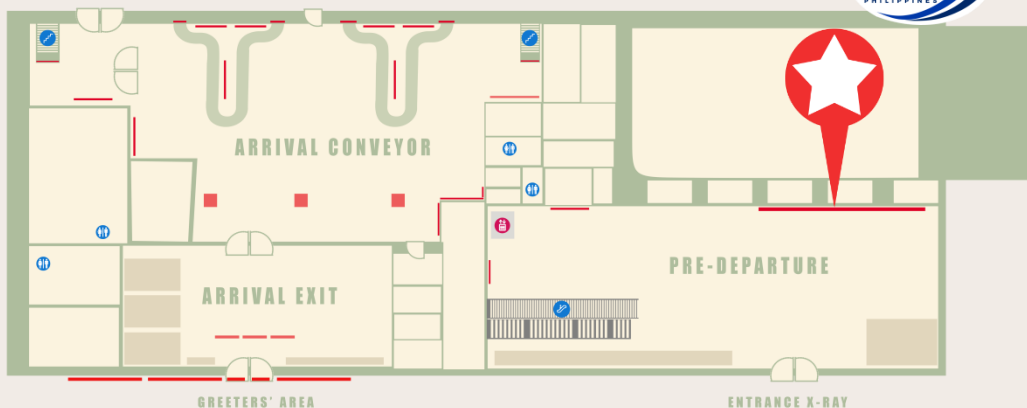 PHILIPPINES
ARRIVAL CONVEYOR
PRE-DEPARTURE
ARRIVAL EXIT
GREETERS' AREA
ENTRANCE X-RAY